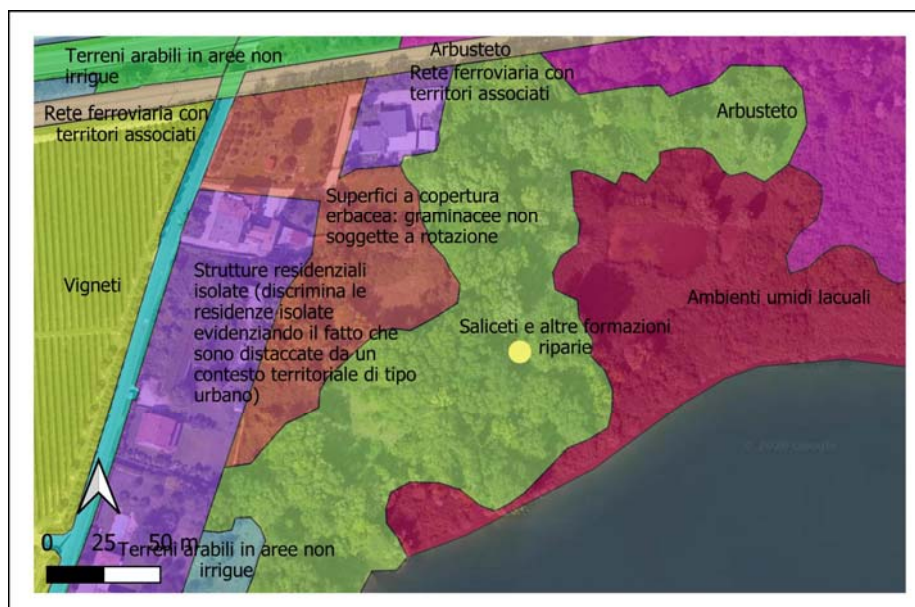 Terreni arabili in aree non
irrigue
Arbusteto
Rete ferroviaria con
territori associati
Rete ferroviaria con
territori associati
Arbusteto
Superfici a copertura
erbacea: graminacee non
soggette a rotazione
Vigneti
Strutture residenziali
isolate (discrimina le
residenze isolate
evidenziando il fatto che
sono distaccate da un
contesto territoriale di tipo
urbano)
Ambienti umidi lacuali
Saliceti e altre formazioni
riparie
0 25 50 m
Terreni arabili in aree non
irrigue